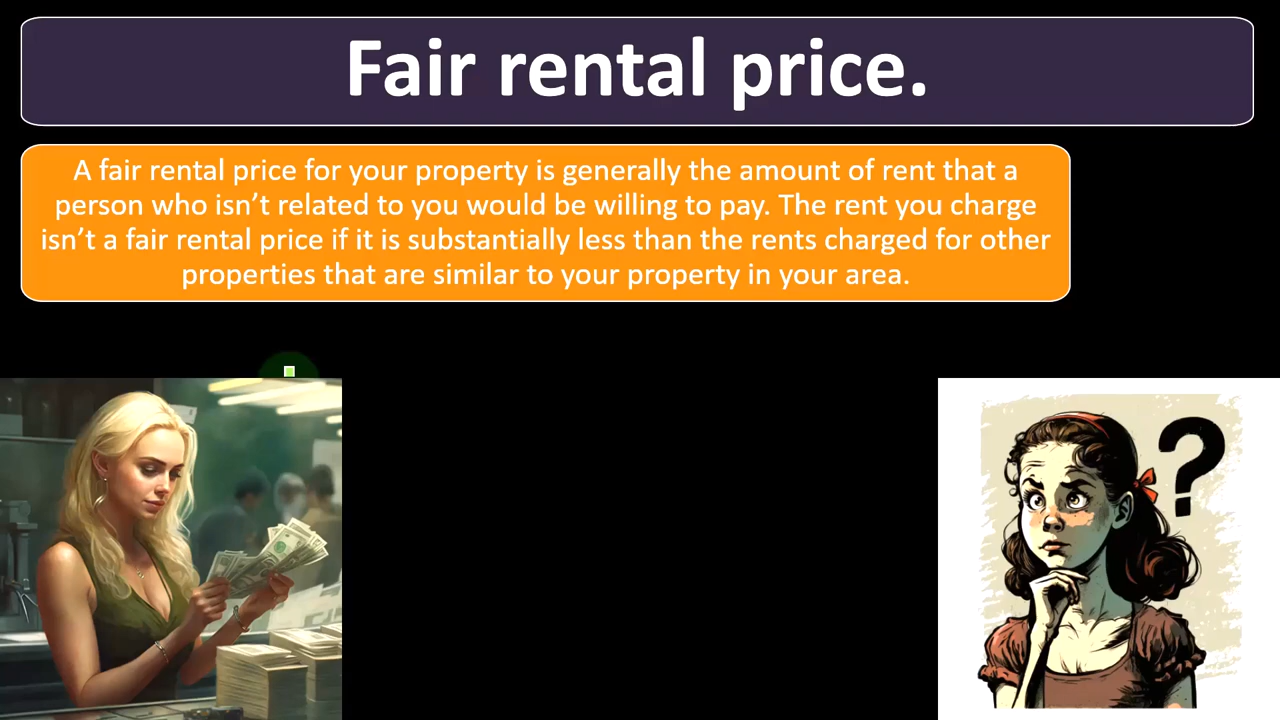 Fair rental price.
A fair rental price for your property is generally the amount of rent that a
person who isn’t related to you would be willing to pay. The rent you charge
isn’t a fair rental price if it is substantially less than the rents charged for other
properties that are similar to your property in your area.
?